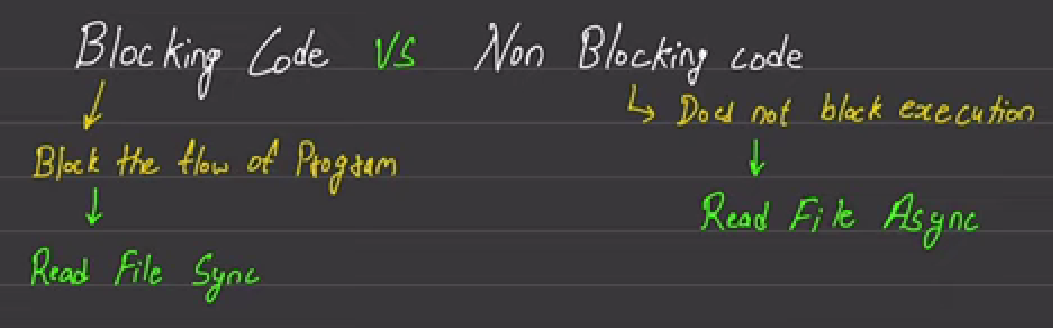 Blocking Code VS Non Blocking code
Does not block execution
Block the flow of Program
Read File Async
Read File Sync